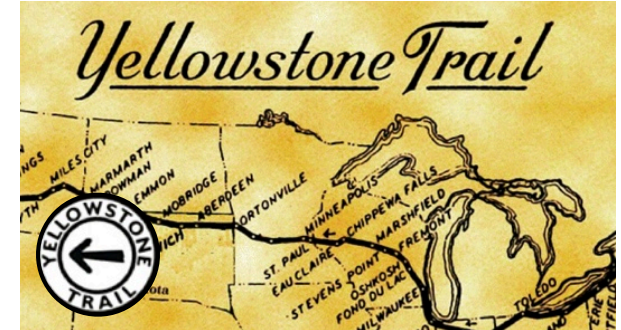 Yellowstone Trail
MILES CITY
MARMARTH
BOWMAN
LEMMON
MOBRIDGE
ABERDEEN
ORTONVILLE
MINNEAPOLIS
CHIPPEWA FALLS
MARSHFIELD
FREMONT
ST. PAUL
EAU CLAIRE
STEVENS POINT
OSHKOSH
FOND DU LAC
MILWAUKEE
TOLEDO
ERIE
YELLOWSTONE
TRAIL